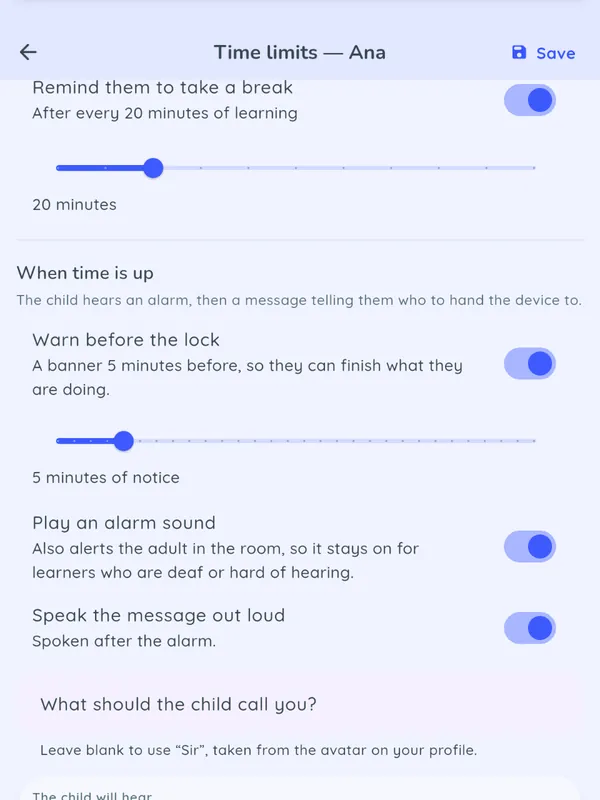 Time limits — Ana
Save
Remind them to take a break
After every 20 minutes of learning
20 minutes
When time is up
The child hears an alarm, then a message telling them who to hand the device to.
Warn before the lock
A banner 5 minutes before, so they can finish what they
are doing.
5 minutes of notice
Play an alarm sound
Also alerts the adult in the room, so it stays on for
learners who are deaf or hard of hearing.
Speak the message out loud
Spoken after the alarm.
What should the child call you?
Leave blank to use “Sir”, taken from the avatar on your profile.
The child will hear